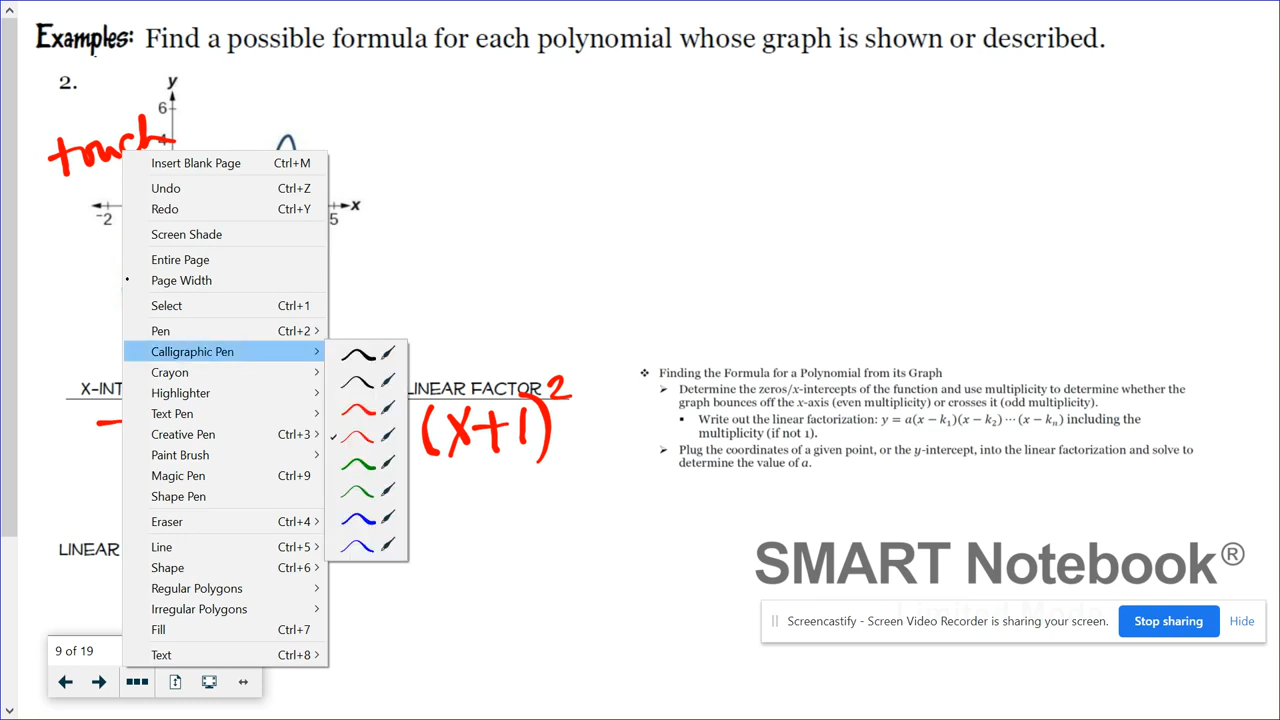 Examples: Find a possible formula for each polynomial whose graph is shown or described.
2.
y
6
4
touch
-2
5
x
Insert Blank Page Ctrl+M
Undo Ctrl+Z
Redo Ctrl+Y
Screen Shade
Entire Page
Page Width
Select Ctrl+1
Pen Ctrl+2
Calligraphic Pen
Crayon
Highlighter
Text Pen
Creative Pen Ctrl+3
Paint Brush
Magic Pen Ctrl+9
Shape Pen
Eraser Ctrl+4
Line Ctrl+5
Shape Ctrl+6
Regular Polygons
Irregular Polygons
Fill Ctrl+7
Text Ctrl+8
X-INT
LINEAR FACTOR
(x+1)²
LINEAR
❖ Finding the Formula for a Polynomial from its Graph
➢ Determine the zeros/x-intercepts of the function and use multiplicity to determine whether the
graph bounces off the x-axis (even multiplicity) or crosses it (odd multiplicity).
▪ Write out the linear factorization: y = a(x − k₁)(x − k₂) ⋯ (x − kₙ) including the
multiplicity (if not 1).
➢ Plug the coordinates of a given point, or the y-intercept, into the linear factorization and solve to
determine the value of a.
SMART Notebook®
Screencastify - Screen Video Recorder is sharing your screen. Stop sharing Hide
9 of 19